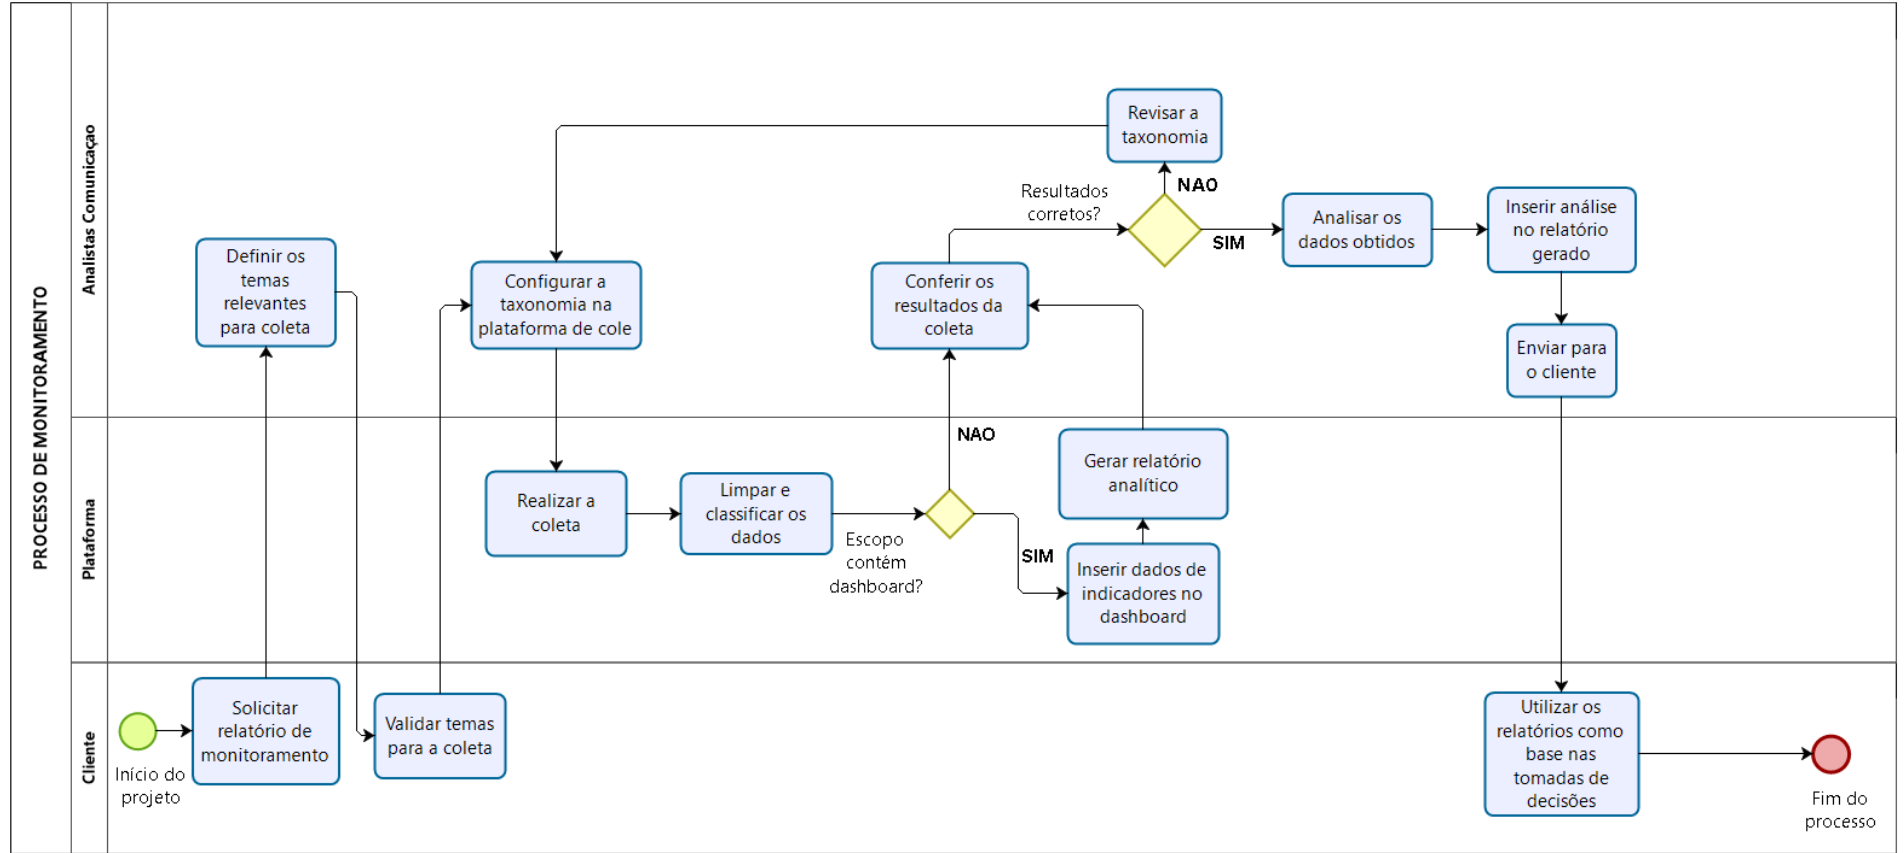 PROCESSO DE MONITORAMENTO
Analistas Comunicaçao
Revisar a
taxonomia
NAO
Resultados
corretos?
SIM
Analisar os
dados obtidos
Inserir análise
no relatório
gerado
Definir os
temas
relevantes
para coleta
Configurar a
taxonomia na
plataforma de cole
Conferir os
resultados da
coleta
Enviar para
o cliente
Plataforma
NAO
Gerar relatório
analítico
Realizar a
coleta
Limpar e
classificar os
dados
Escopo
contém
dashboard?
SIM
Inserir dados de
indicadores no
dashboard
Cliente
Início do
projeto
Solicitar
relatório de
monitoramento
Validar temas
para a coleta
Utilizar os
relatórios como
base nas
tomadas de
decisões
Fim do
processo